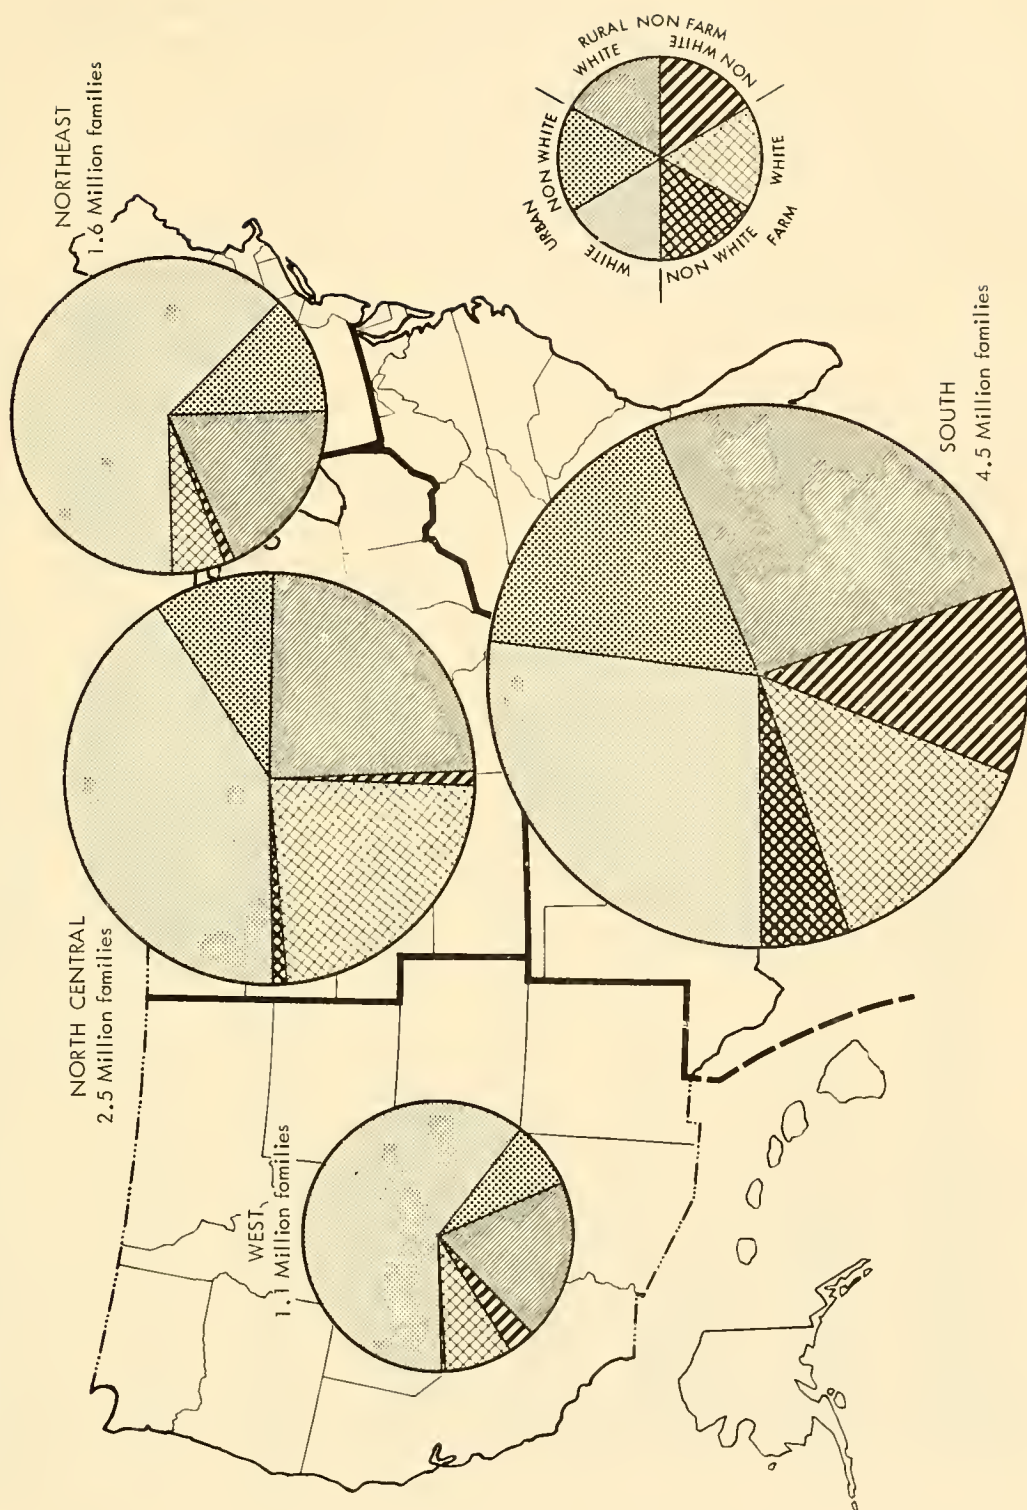 NORTHEAST
1.6 Million families
NORTH CENTRAL
2.5 Million families
WEST
1.1 Million families
SOUTH
4.5 Million families
RURAL NON FARM
WHITE
NON WHITE
URBAN
NON WHITE
WHITE
FARM
WHITE
NON WHITE